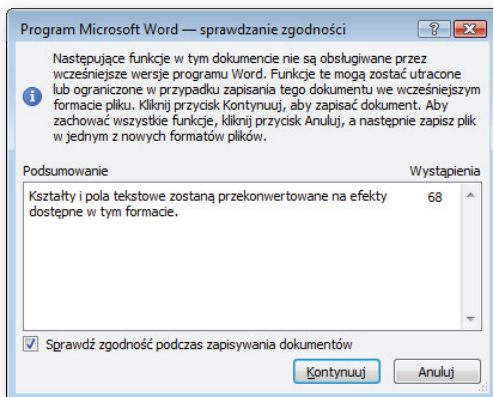 Program Microsoft Word — sprawdzanie zgodności
Następujące funkcje w tym dokumencie nie są obsługiwane przez
wcześniejsze wersje programu Word. Funkcje te mogą zostać utracone
lub ograniczone w przypadku zapisania tego dokumentu we wcześniejszym
formacie pliku. Kliknij przycisk Kontynuuj, aby zapisać dokument. Aby
zachować wszystkie funkcje, kliknij przycisk Anuluj, a następnie zapisz plik
w jednym z nowych formatów plików.
Podsumowanie Wystąpienia
Kształty i pola tekstowe zostaną przekonwertowane na efekty 68
dostępne w tym formacie.
Sprawdź zgodność podczas zapisywania dokumentów
Kontynuuj Anuluj